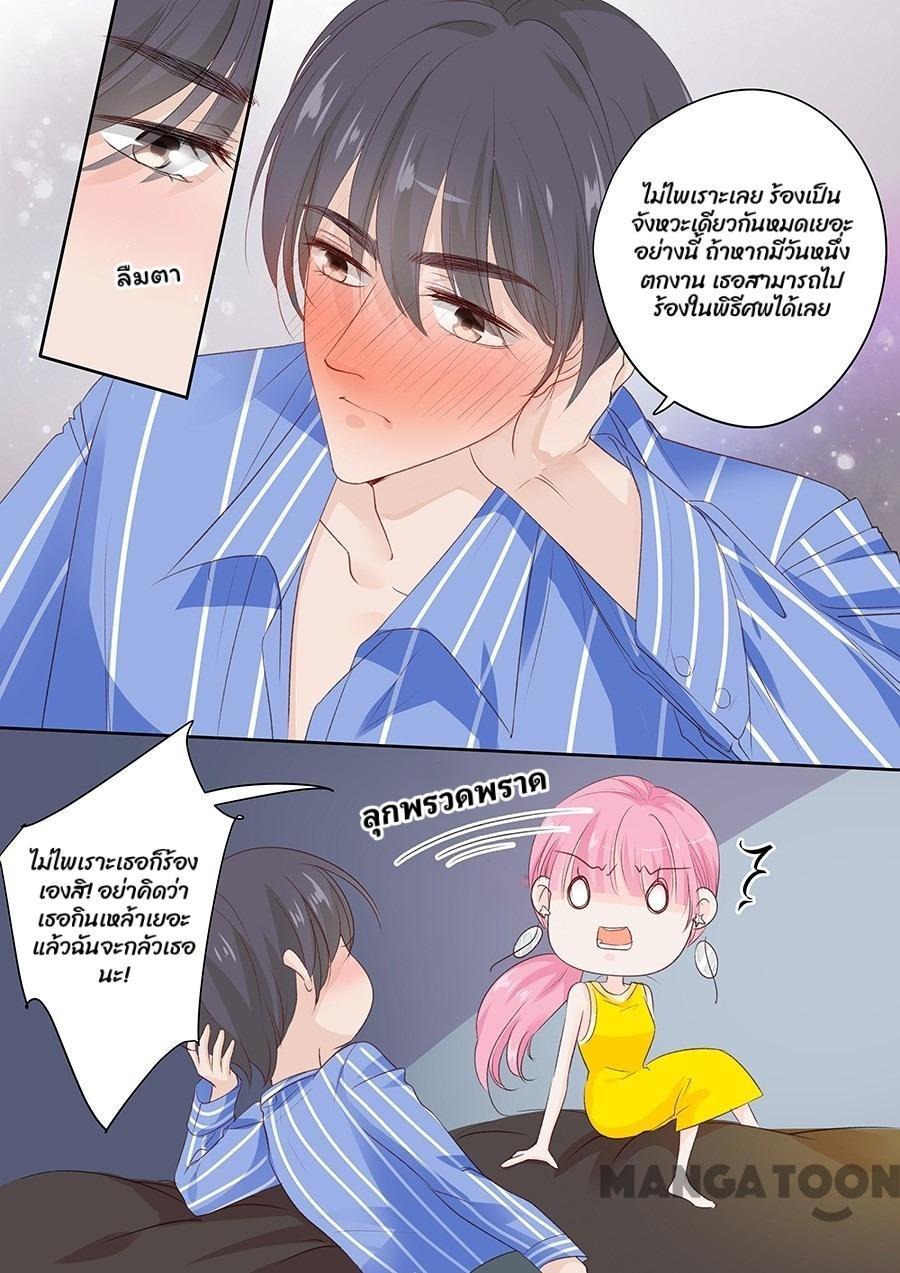 ลืมตา
ไม่ไพเราะเลย ร้องเป็น
จังหวะเดียวกันหมดเยอะ
อย่างนี้ ถ้าหากมีวันหนึ่ง
ตกงาน เธอสามารถไป
ร้องในพิธีศพได้เลย
ลุกพรวดพราด
ไม่ไพเราะเธอก็ร้อง
เองสิ! อย่าคิดว่า
เธอกินเหล้าเยอะ
แล้วฉันจะกลัวเธอ
นะ!
MANGATOON